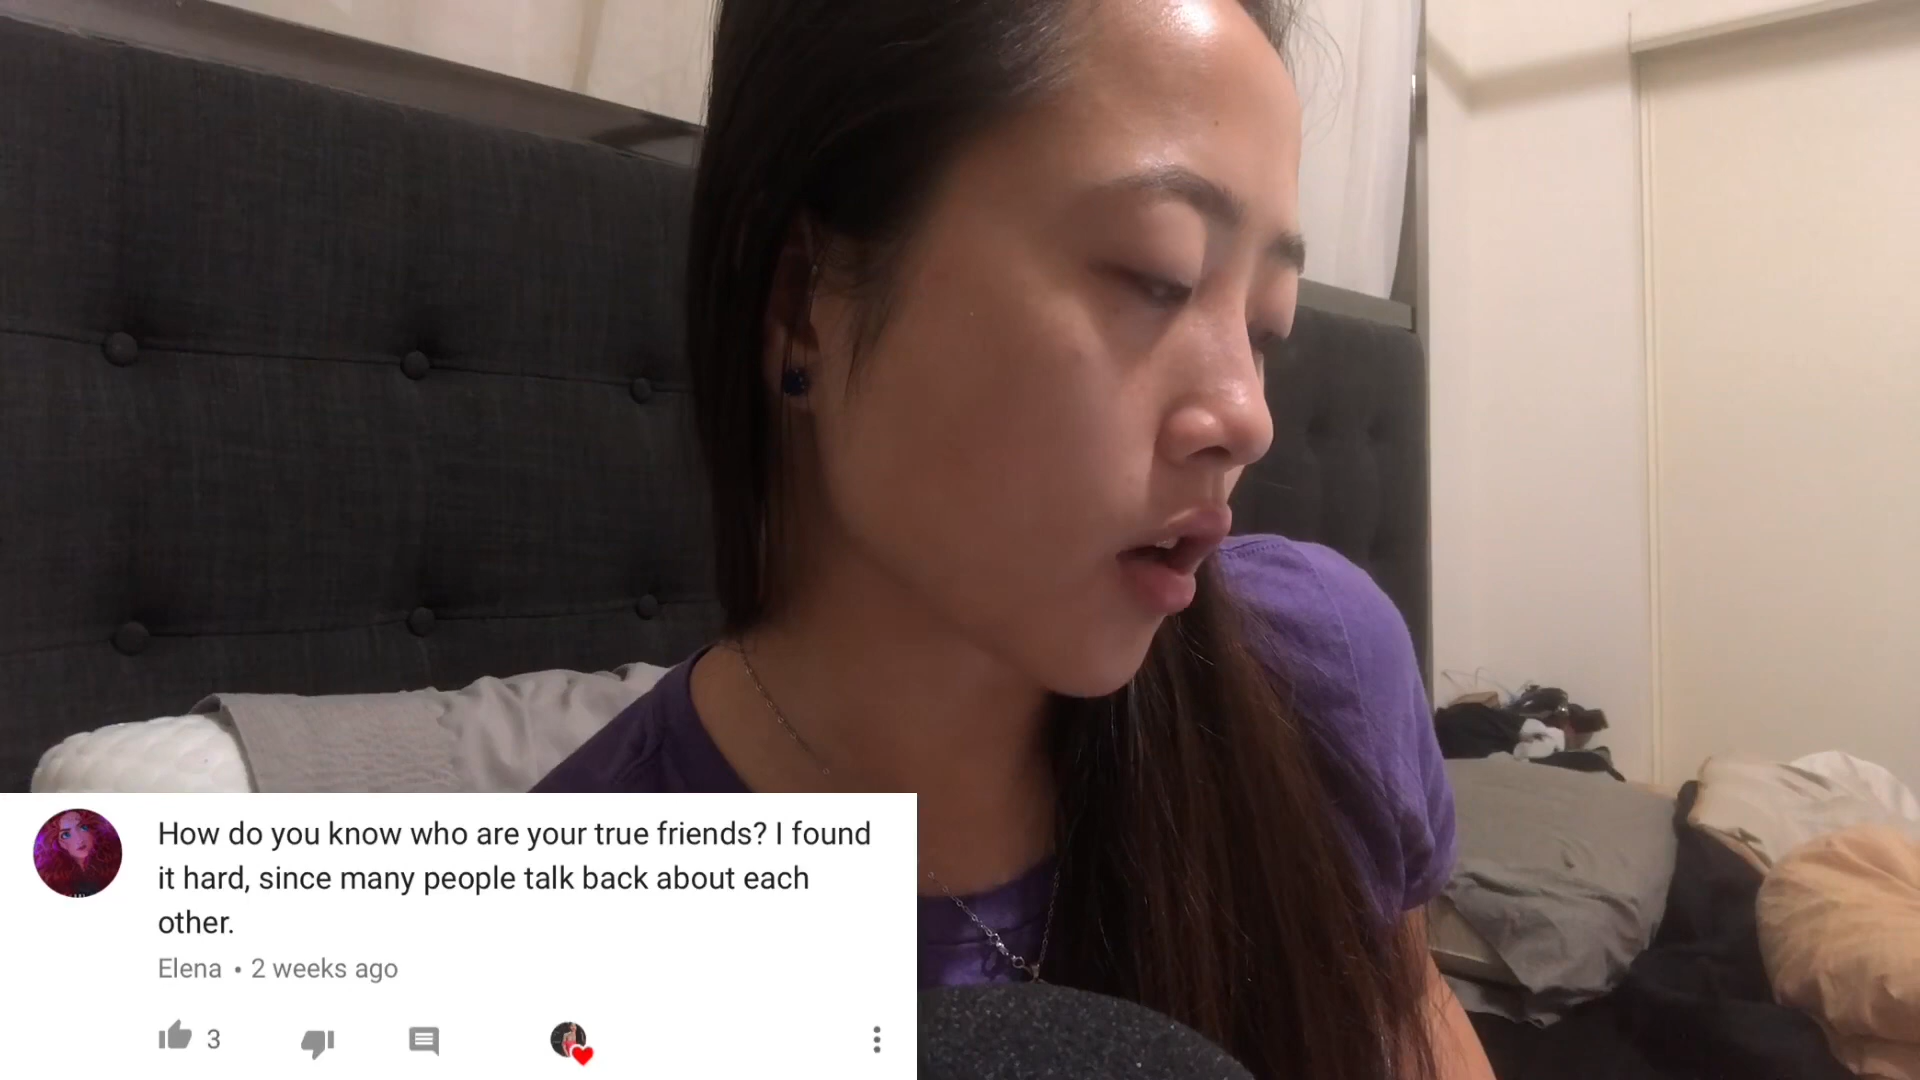 How do you know who are your true friends? I found
it hard, since many people talk back about each
other.
Elena • 2 weeks ago
3